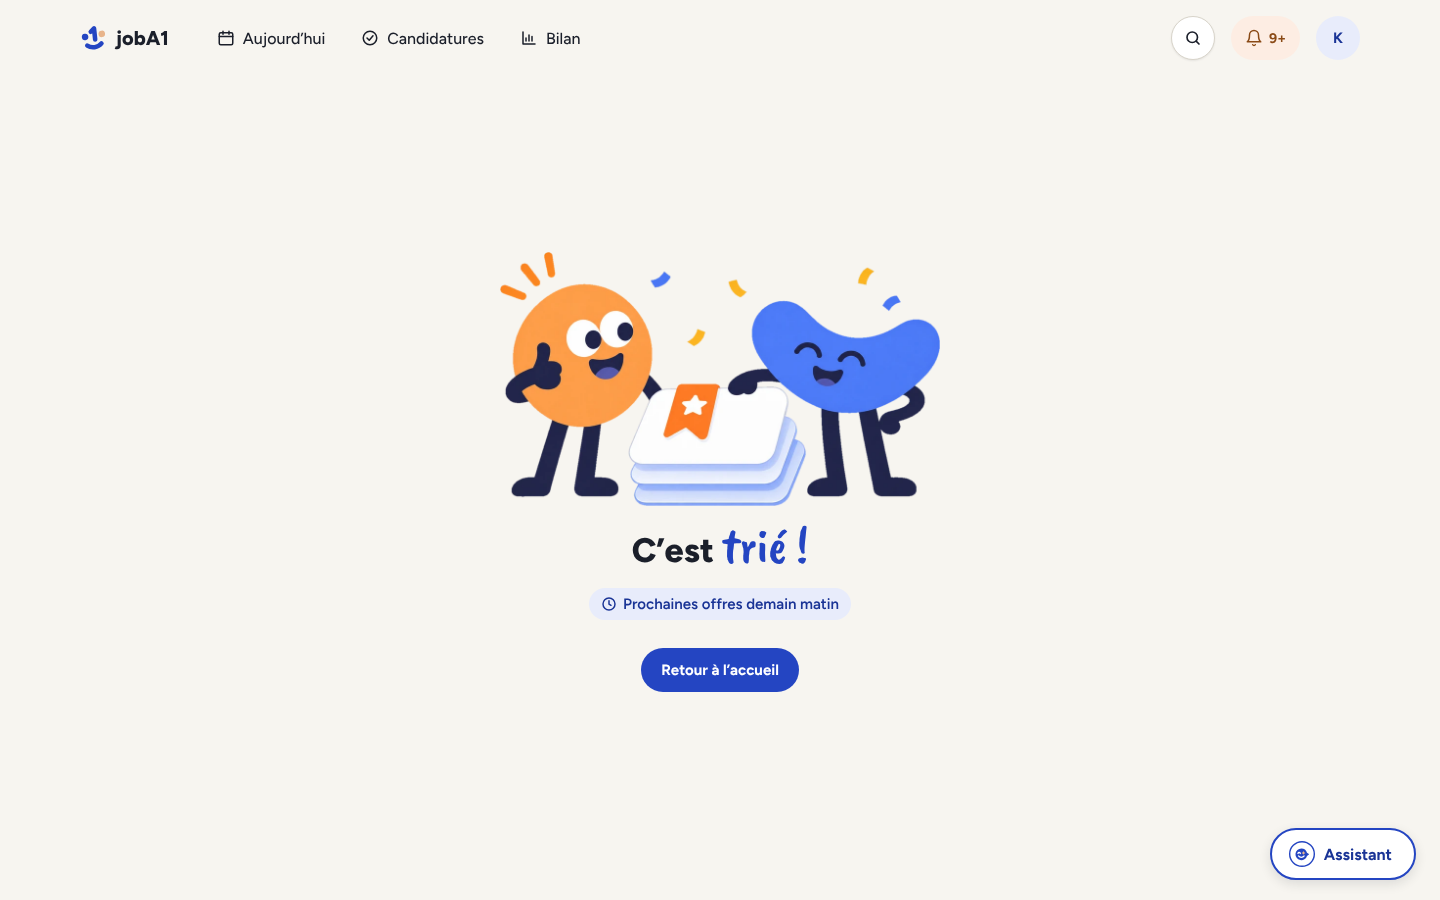 jobA1
Aujourd’hui
Candidatures
Bilan
9+
K
C’est trié !
Prochaines offres demain matin
Retour à l’accueil
Assistant